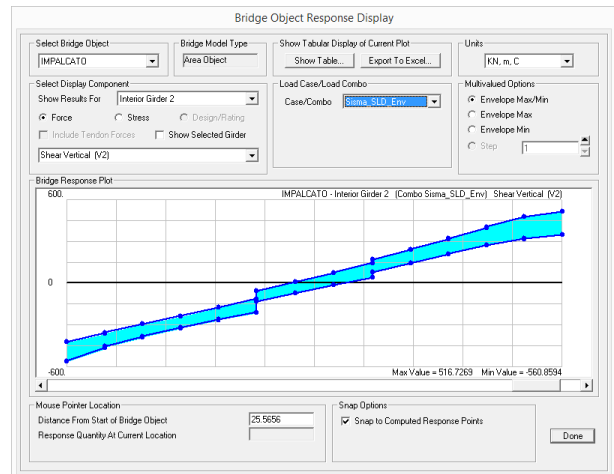 Bridge Object Response Display
Select Bridge Object
IMPALCATO
Bridge Model Type
Area Object
Show Tabular Display of Current Plot
Show Table...
Export To Excel...
Units
KN, m, C
Select Display Component
Show Results For
Interior Girder 2
Force
Stress
Design/Rating
Include Tendon Forces
Show Selected Girder
Shear Vertical (V2)
Load Case/Load Combo
Case/Combo
Sisma_SLD_Env
Multivalued Options
Envelope Max/Min
Envelope Max
Envelope Min
Step
1
Bridge Response Plot
600.
IMPALCATO - Interior Girder 2 (Combo Sisma_SLD_Env) Shear Vertical (V2)
0
-600.
Max Value = 516.7269 Min Value = -560.8594
Mouse Pointer Location
Distance From Start of Bridge Object
25.5656
Response Quantity At Current Location
Snap Options
Snap to Computed Response Points
Done